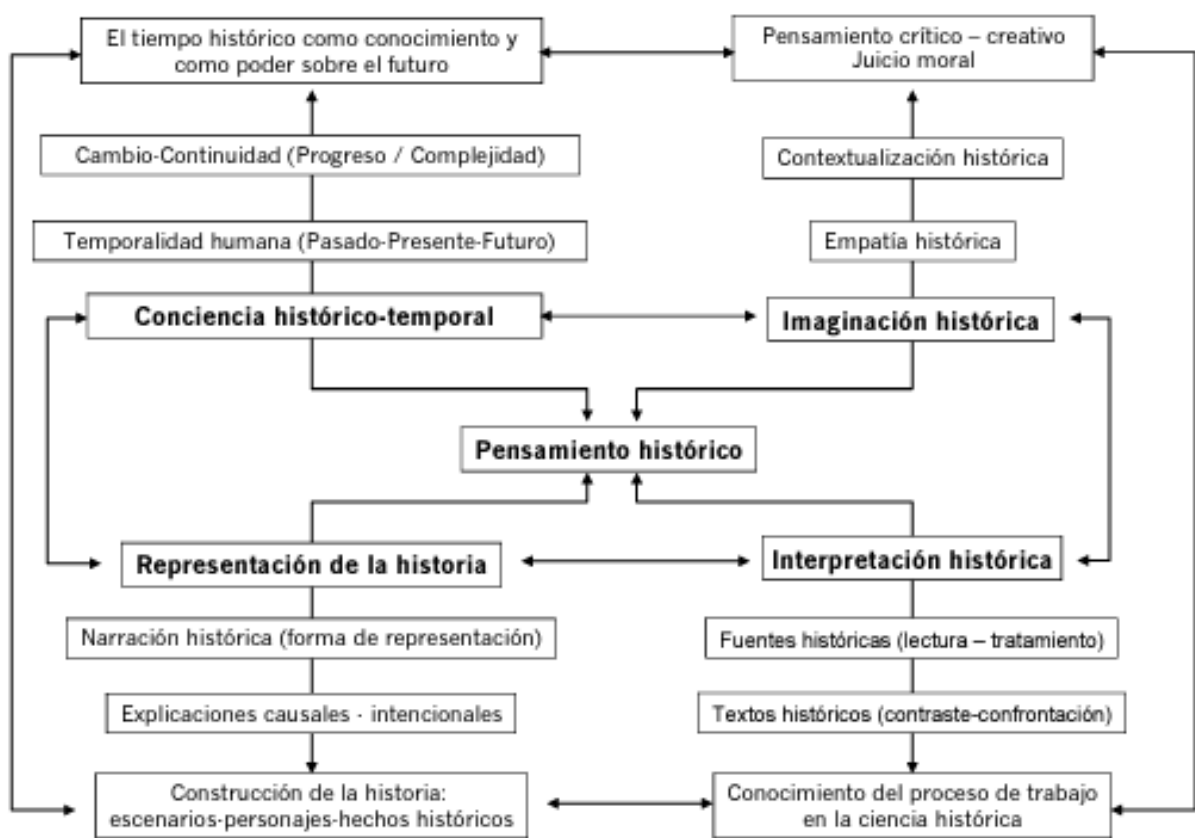 El tiempo histórico como conocimiento y
como poder sobre el futuro
Pensamiento crítico – creativo
Juicio moral
Cambio-Continuidad (Progreso / Complejidad)
Contextualización histórica
Temporalidad humana (Pasado-Presente-Futuro)
Empatía histórica
Conciencia histórico-temporal
Imaginación histórica
Pensamiento histórico
Representación de la historia
Interpretación histórica
Narración histórica (forma de representación)
Fuentes históricas (lectura – tratamiento)
Explicaciones causales - intencionales
Textos históricos (contraste-confrontación)
Construcción de la historia:
escenarios-personajes-hechos históricos
Conocimiento del proceso de trabajo
en la ciencia histórica